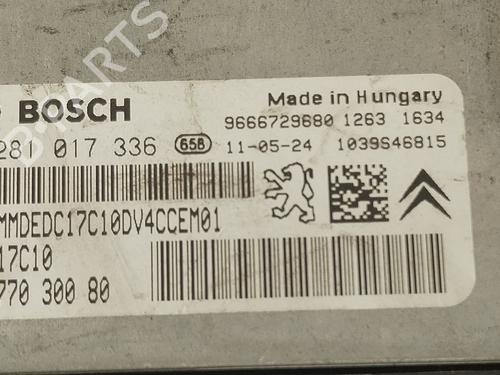 BOSCH
Made in Hungary
281 017 336 658 11-05-24
9666729680 1263 1634
1039S46815
MMDEDC17C10DV4CCEM01
17C10
770 300 80
B-PARTS